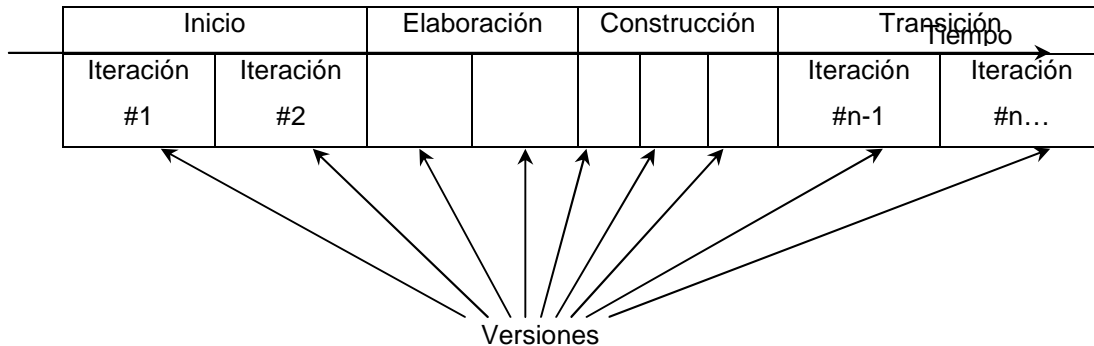 Inicio Elaboración Construcción Transición
Tiempo
Iteración Iteración Iteración Iteración
#1 #2 #n-1 #n…
Versiones